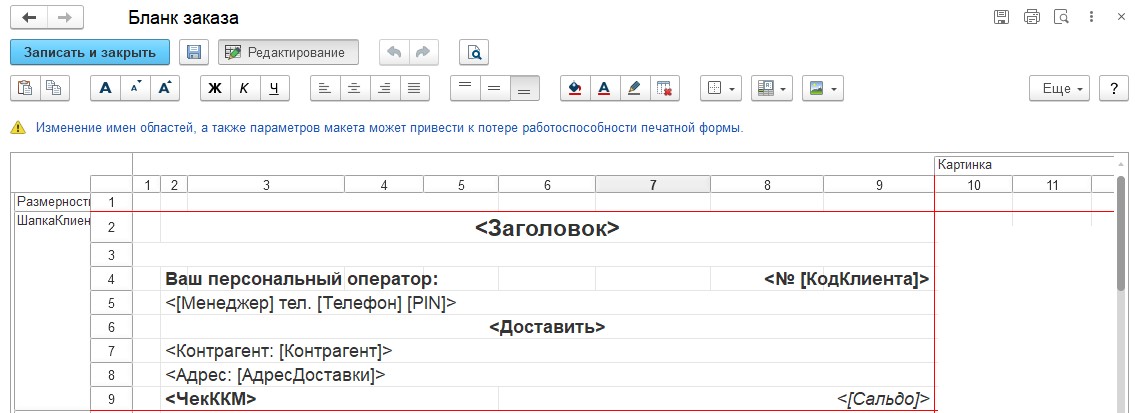 Бланк заказа
Записать и закрыть Редактирование
А А А Ж К Ч А Еще ?
Изменение имен областей, а также параметров макета может привести к потере работоспособности печатной формы.
Картинка
1 2 3 4 5 6 7 8 9 10 11
Размерность 1
ШапкаКлиен 2 <Заголовок>
3
4 Ваш персональный оператор: <№ [КодКлиента]>
5 <[Менеджер] тел. [Телефон] [PIN]>
6 <Доставить>
7 <Контрагент: [Контрагент]>
8 <Адрес: [АдресДоставки]>
9 <ЧекККМ> <[Сальдо]>